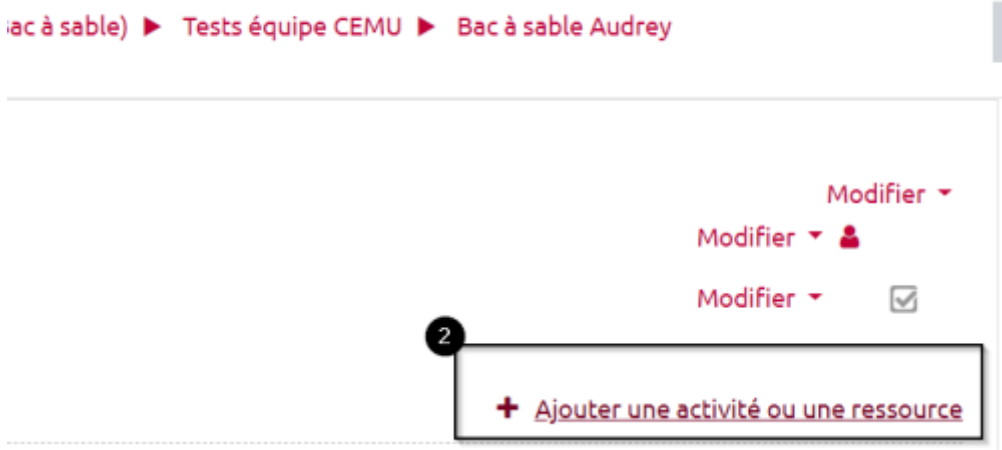 ac à sable) ▶ Tests équipe CEMU ▶ Bac à sable Audrey
Modifier
Modifier
Modifier
2
+ Ajouter une activité ou une ressource